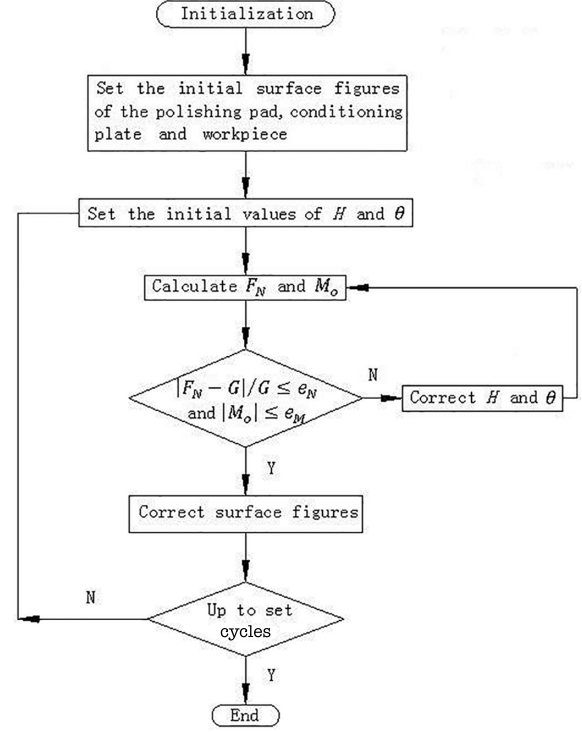 Initialization
Set the initial surface figures
of the polishing pad, conditioning
plate and workpiece
Set the initial values of H and θ
Calculate F_N and M_o
|F_N − G|/G ≤ e_N
and |M_o| ≤ e_M
N
Correct H and θ
Y
Correct surface figures
N
Up to set
cycles
Y
End